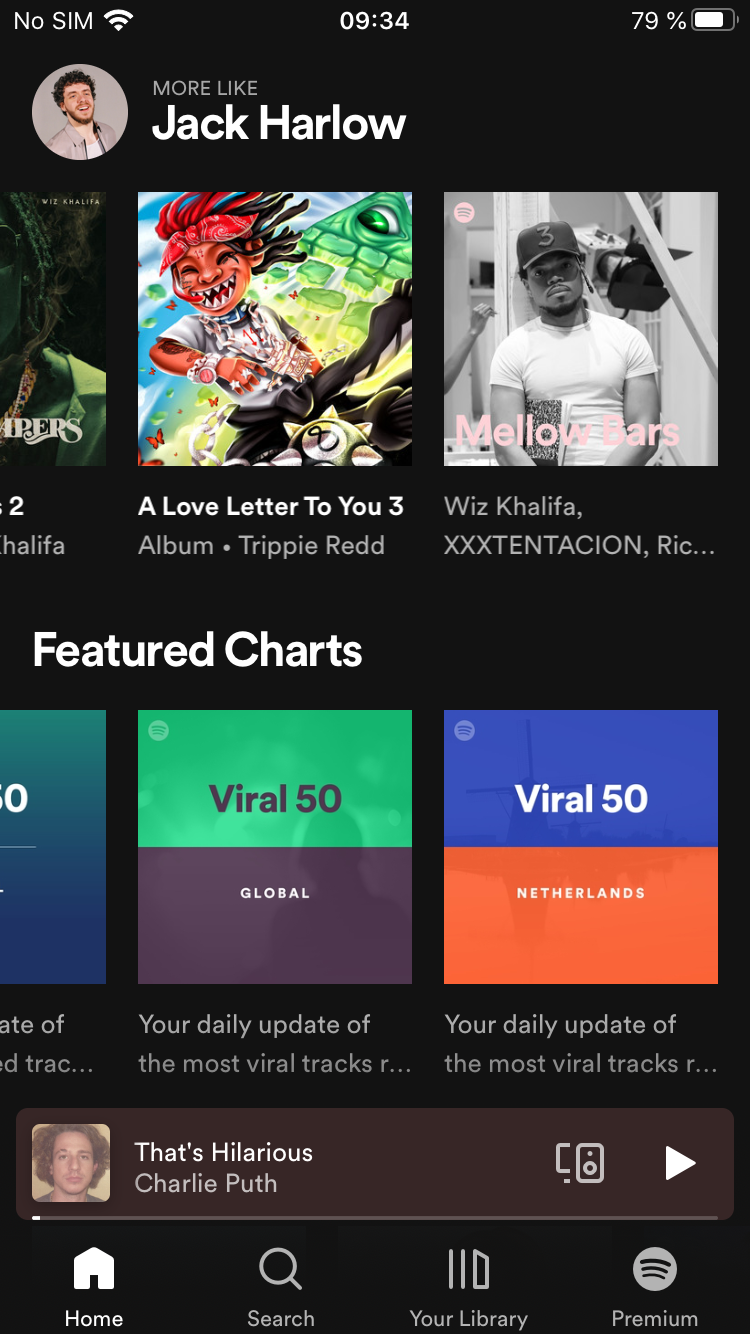 No SIM 09:34 79 %
MORE LIKE
Jack Harlow
WIZ KHALIFA
3
Mellow Bars
s 2
A Love Letter To You 3
Wiz Khalifa,
Khalifa
Album • Trippie Redd
XXXTENTACION, Ric...
Featured Charts
50
Viral 50
Viral 50
GLOBAL
NETHERLANDS
ate of
Your daily update of
Your daily update of
ed trac...
the most viral tracks r...
the most viral tracks r...
That's Hilarious
Charlie Puth
Home
Search
Your Library
Premium